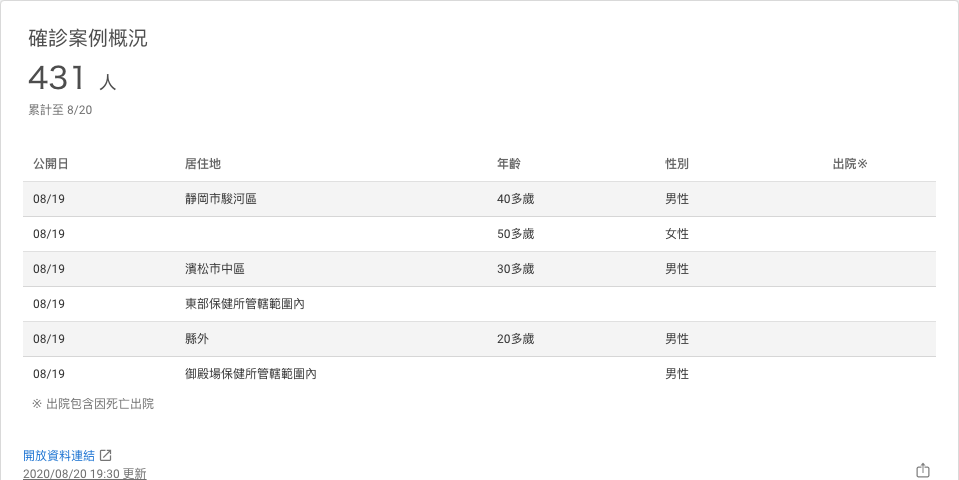 確診案例概況
431 人
累計至 8/20
公開日 居住地 年齡 性別 出院※
08/19 靜岡市駿河區 40多歲 男性
08/19 50多歲 女性
08/19 濱松市中區 30多歲 男性
08/19 東部保健所管轄範圍內
08/19 縣外 20多歲 男性
08/19 御殿場保健所管轄範圍內 男性
※ 出院包含因死亡出院
開放資料連結
2020/08/20 19:30 更新